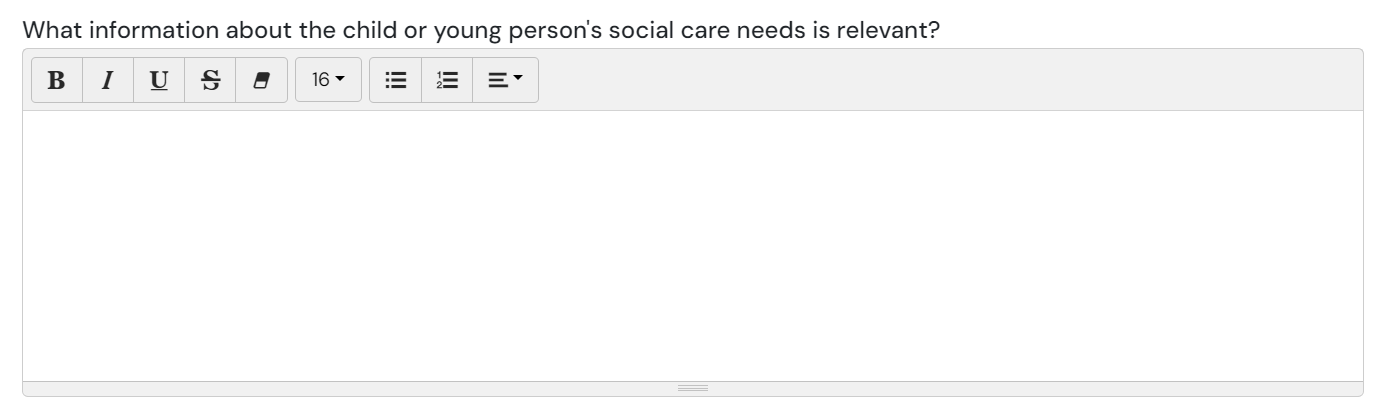 What information about the child or young person's social care needs is relevant?
B I U S 16